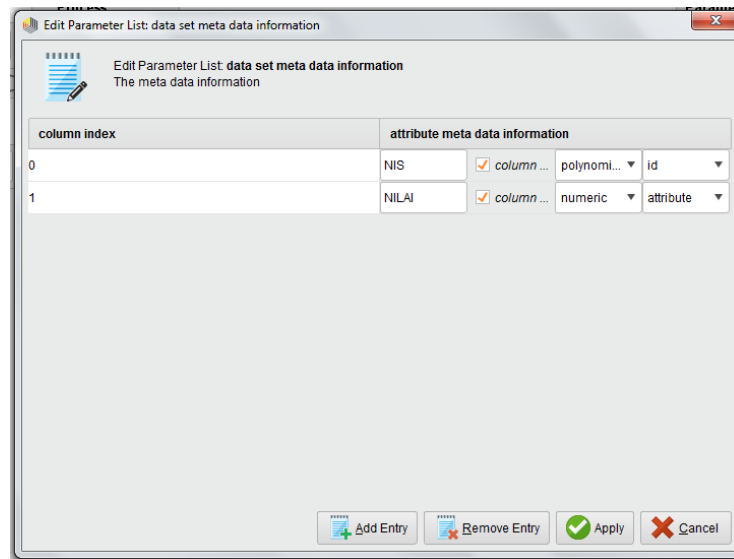 Edit Parameter List: data set meta data information
Edit Parameter List: data set meta data information
The meta data information
column index attribute meta data information
0 NIS column ... polynomi... id
1 NILAI column ... numeric attribute
Add Entry Remove Entry Apply Cancel